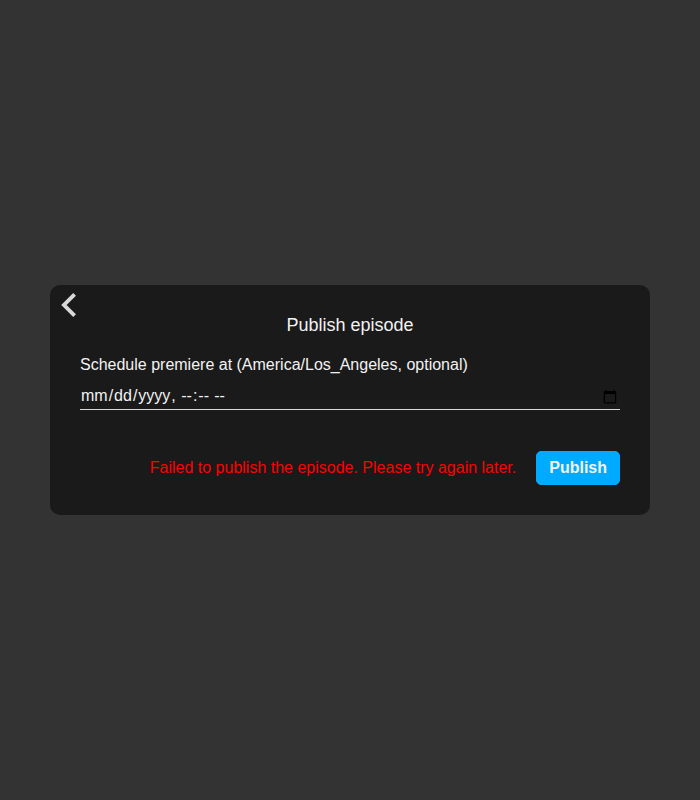 Publish episode
Schedule premiere at (America/Los_Angeles, optional)
mm/dd/yyyy, --:-- --
Failed to publish the episode. Please try again later.
Publish